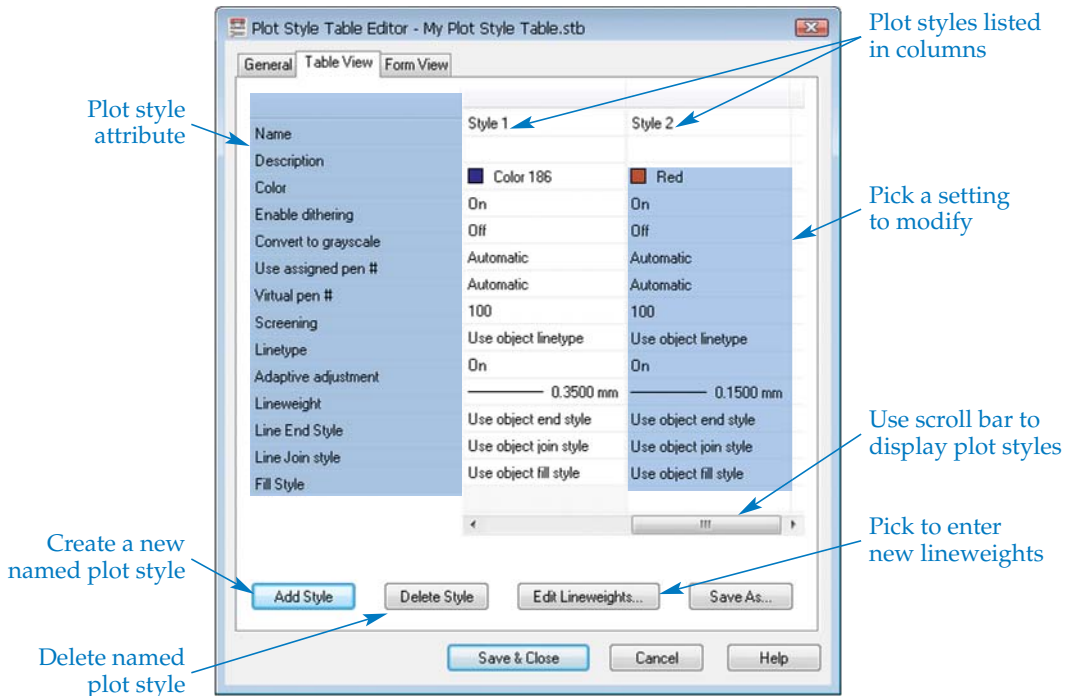 Plot Style Table Editor - My Plot Style Table.stb
Plot styles listed
in columns
General Table View Form View
Plot style
attribute
Name Style 1 Style 2
Description
Color Color 186 Red
Enable dithering On On
Convert to grayscale Off Off
Use assigned pen # Automatic Automatic
Virtual pen # Automatic Automatic
Screening 100 100
Linetype Use object linetype Use object linetype
Adaptive adjustment On On
Lineweight 0.3500 mm 0.1500 mm
Line End Style Use object end style Use object end style
Line Join style Use object join style Use object join style
Fill Style Use object fill style Use object fill style
Pick a setting
to modify
Use scroll bar to
display plot styles
Pick to enter
new lineweights
Create a new
named plot style
Add Style Delete Style Edit Lineweights... Save As...
Delete named
plot style
Save & Close Cancel Help